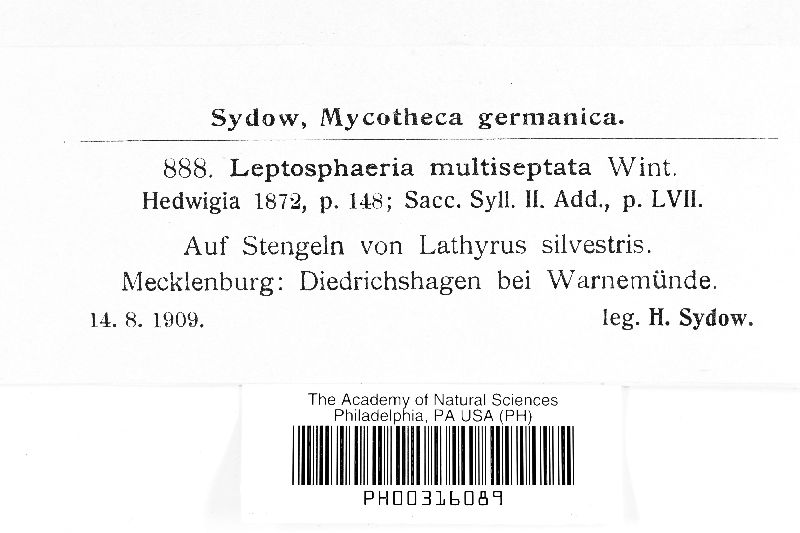 Sydow, Mycotheca germanica.
888. Leptosphaeria multiseptata Wint.
Hedwigia 1872, p. 148; Sacc. Syll. II. Add., p. LVII.
Auf Stengeln von Lathyrus silvestris.
Mecklenburg: Diedrichshagen bei Warnemünde.
14. 8. 1909. leg. H. Sydow.
The Academy of Natural Sciences
Philadelphia, PA USA (PH)
PH00316089